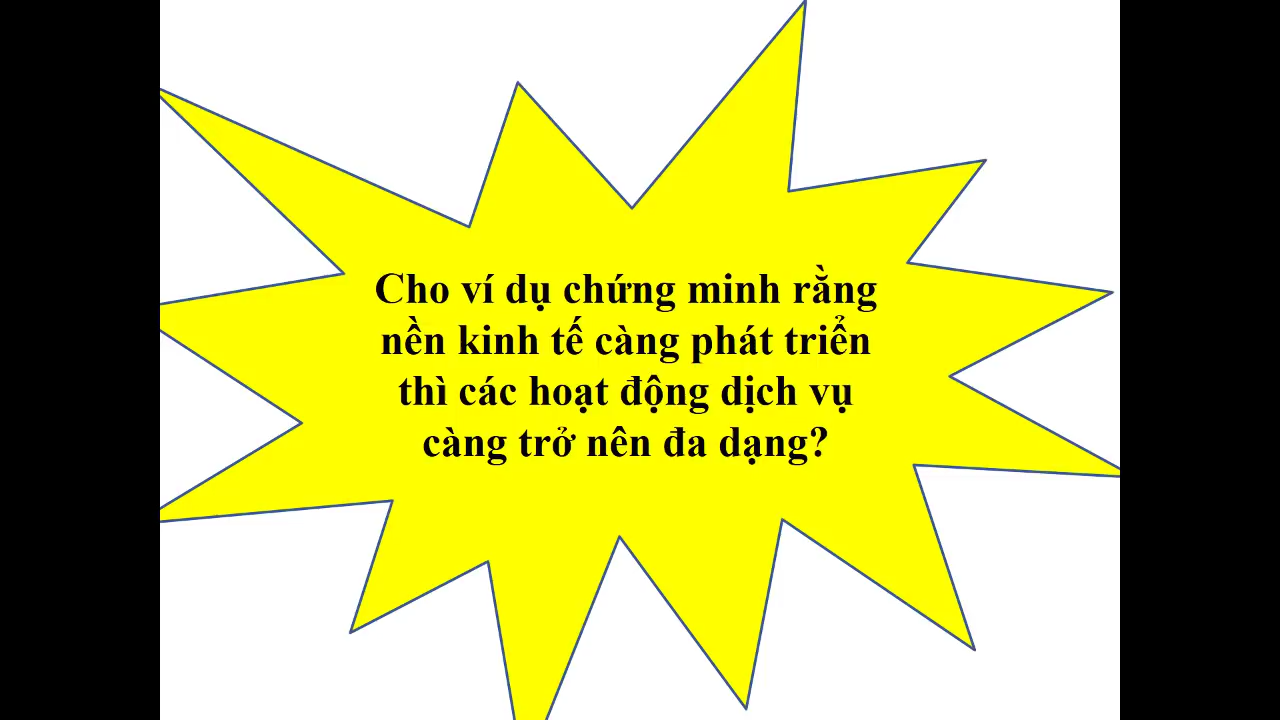 Cho ví dụ chứng minh rằng
nền kinh tế càng phát triển
thì các hoạt động dịch vụ
càng trở nên đa dạng?